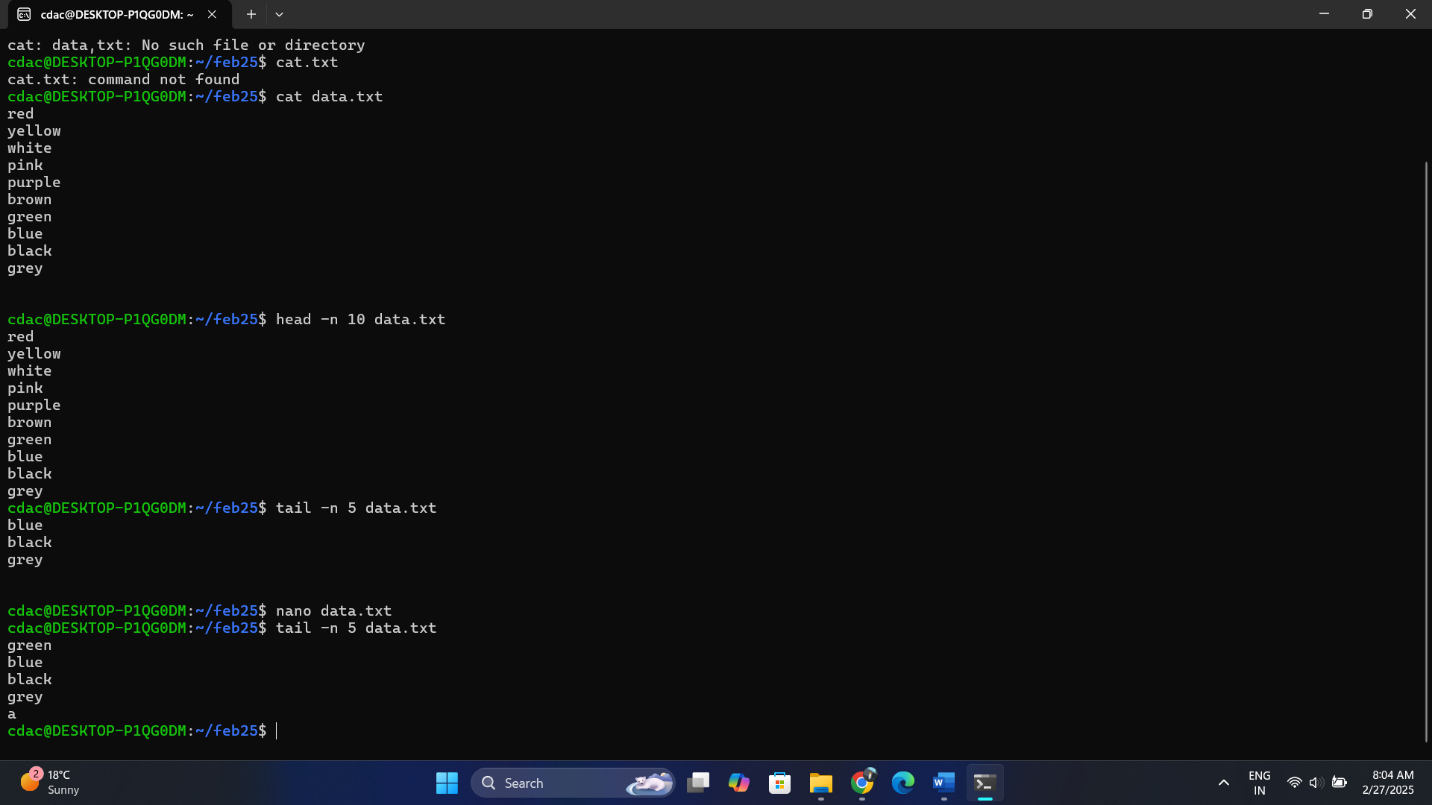 cdac@DESKTOP-P1QG0DM: ~
cat: data,txt: No such file or directory
cdac@DESKTOP-P1QG0DM:~/feb25$ cat.txt
cat.txt: command not found
cdac@DESKTOP-P1QG0DM:~/feb25$ cat data.txt
red
yellow
white
pink
purple
brown
green
blue
black
grey
cdac@DESKTOP-P1QG0DM:~/feb25$ head -n 10 data.txt
red
yellow
white
pink
purple
brown
green
blue
black
grey
cdac@DESKTOP-P1QG0DM:~/feb25$ tail -n 5 data.txt
blue
black
grey
cdac@DESKTOP-P1QG0DM:~/feb25$ nano data.txt
cdac@DESKTOP-P1QG0DM:~/feb25$ tail -n 5 data.txt
green
blue
black
grey
a
cdac@DESKTOP-P1QG0DM:~/feb25$
2
18°C
Sunny
Search
ENG
IN
8:04 AM
2/27/2025